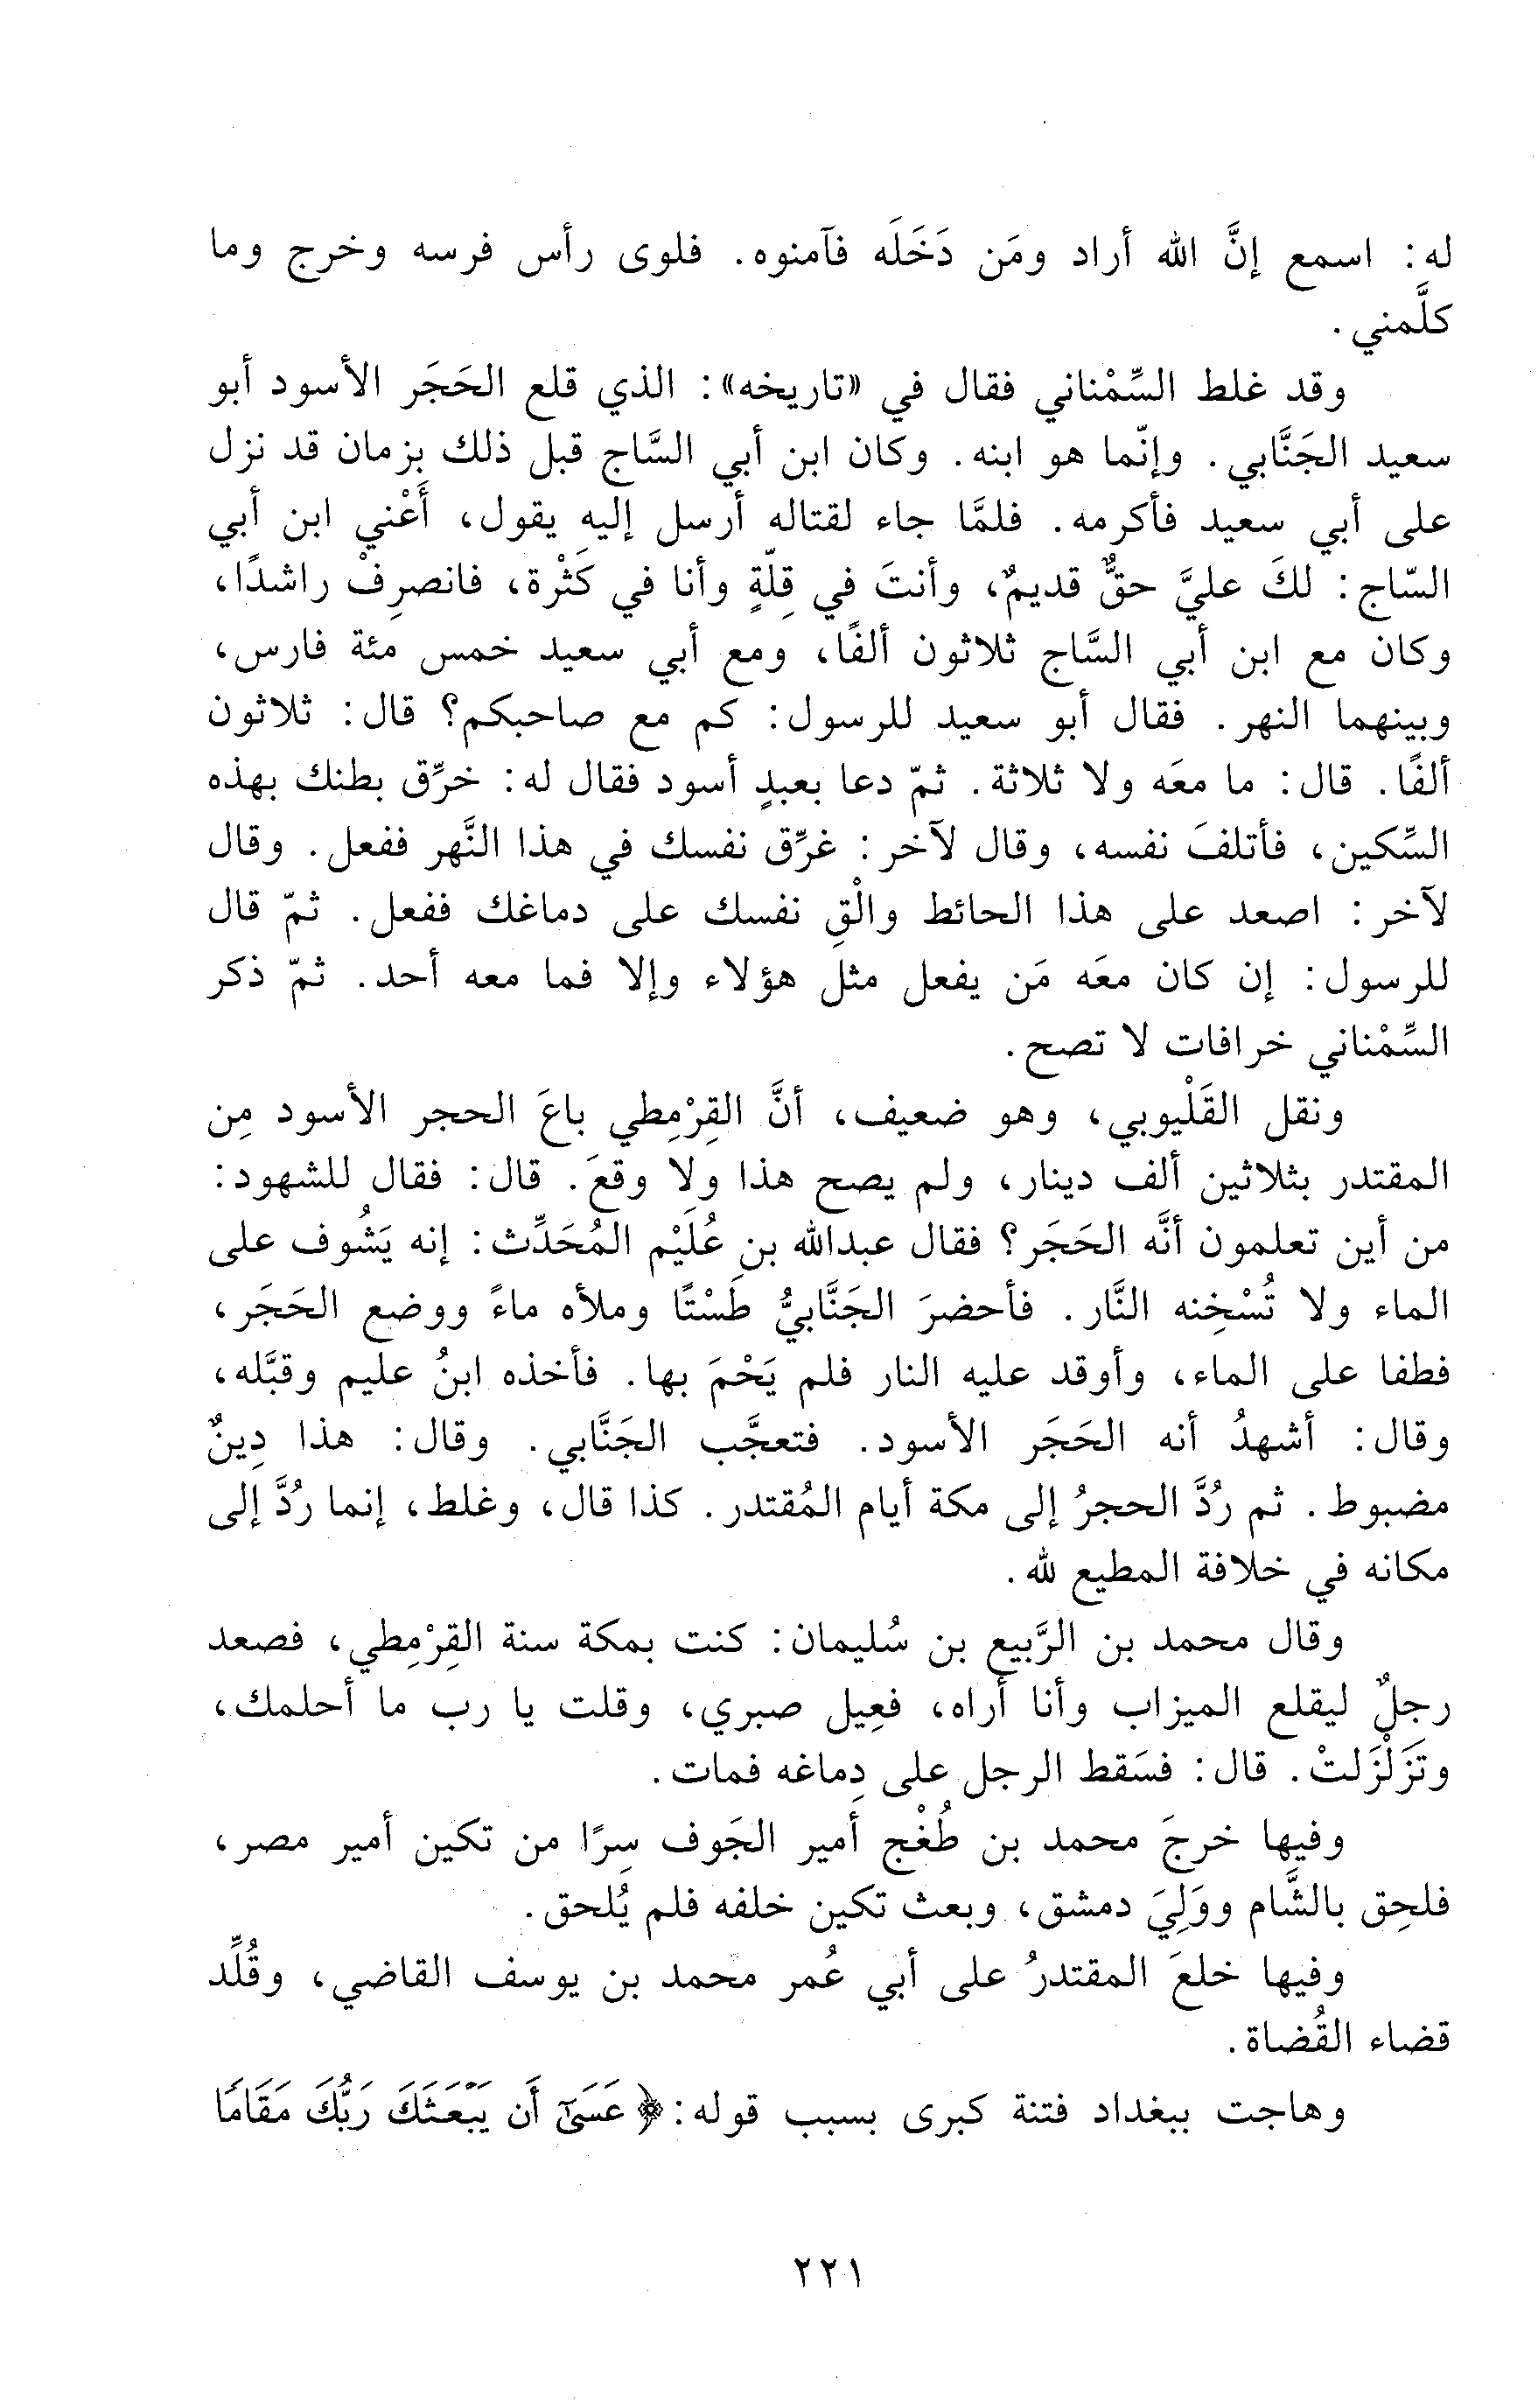 له: اسمع إنَّ الله أراد ومَن دَخَلَه فآمنوه. فلوى رأس فرسه وخرج وما
كلَّمني.
وقد غلط السِّمْناني فقال في «تاريخه»: الذي قلع الحَجَر الأسود أبو
سعيد الجَنَّابي. وإنّما هو ابنه. وكان ابن أبي السَّاج قبل ذلك بزمان قد نزل
على أبي سعيد فأكرمه. فلمَّا جاء لقتاله أرسل إليه يقول، أَعْني ابن أبي
السّاج: لكَ عليَّ حقٌّ قديمٌ، وأنتَ في قِلّةٍ وأنا في كَثْرة، فانصرِفْ راشدًا،
وكان مع ابن أبي السَّاج ثلاثون ألفًا، ومع أبي سعيد خمس مئة فارس،
وبينهما النهر. فقال أبو سعيد للرسول: كم مع صاحبكم؟ قال: ثلاثون
ألفًا. قال: ما معَه ولا ثلاثة. ثمّ دعا بعبدٍ أسود فقال له: خرِّق بطنك بهذه
السِّكين، فأتلفَ نفسه، وقال لآخر: غرِّق نفسك في هذا النَّهر ففعل. وقال
لآخر: اصعد على هذا الحائط والْقِ نفسك على دماغك ففعل. ثمّ قال
للرسول: إن كان معَه مَن يفعل مثل هؤلاء وإلا فما معه أحد. ثمّ ذكر
السِّمْناني خرافات لا تصح.
ونقل القَلْيوبي، وهو ضعيف، أنَّ القِرْمِطي باعَ الحجر الأسود مِن
المقتدر بثلاثين ألف دينار، ولم يصح هذا ولا وقعَ. قال: فقال للشهود:
من أين تعلمون أنَّه الحَجَر؟ فقال عبدالله بن عُلَيْم المُحَدِّث: إنه يَشُوف على
الماء ولا تُسْخِنه النَّار. فأحضرَ الجَنَّابيُّ طَسْتًا وملأه ماءً ووضع الحَجَر،
فطفا على الماء، وأوقد عليه النار فلم يَحْمَ بها. فأخذه ابنُ عليم وقبَّله،
وقال: أشهدُ أنه الحَجَر الأسود. فتعجَّب الجَنَّابي. وقال: هذا دِينٌ
مضبوط. ثم رُدَّ الحجرُ إلى مكة أيام المُقتدر. كذا قال، وغلط، إنما رُدَّ إلى
مكانه في خلافة المطيع لله.
وقال محمد بن الرَّبيع بن سُليمان: كنت بمكة سنة القِرْمِطي، فصعد
رجلٌ ليقلع الميزاب وأنا أراه، فعِيل صبري، وقلت يا رب ما أحلمك،
وتَزَلْزَلتْ. قال: فسَقط الرجل على دِماغه فمات.
وفيها خرجَ محمد بن طُغْج أمير الجَوف سِرًا من تكين أمير مصر،
فلحِق بالشَّام ووَلِيَ دمشق، وبعث تكين خلفه فلم يُلحق.
وفيها خلعَ المقتدرُ على أبي عُمر محمد بن يوسف القاضي، وقُلِّد
قضاء القُضاة.
وهاجت ببغداد فتنة كبرى بسبب قوله: ﴿عَسَىٰٓ أَن يَبْعَثَكَ رَبُّكَ مَقَامًا
٢٢١